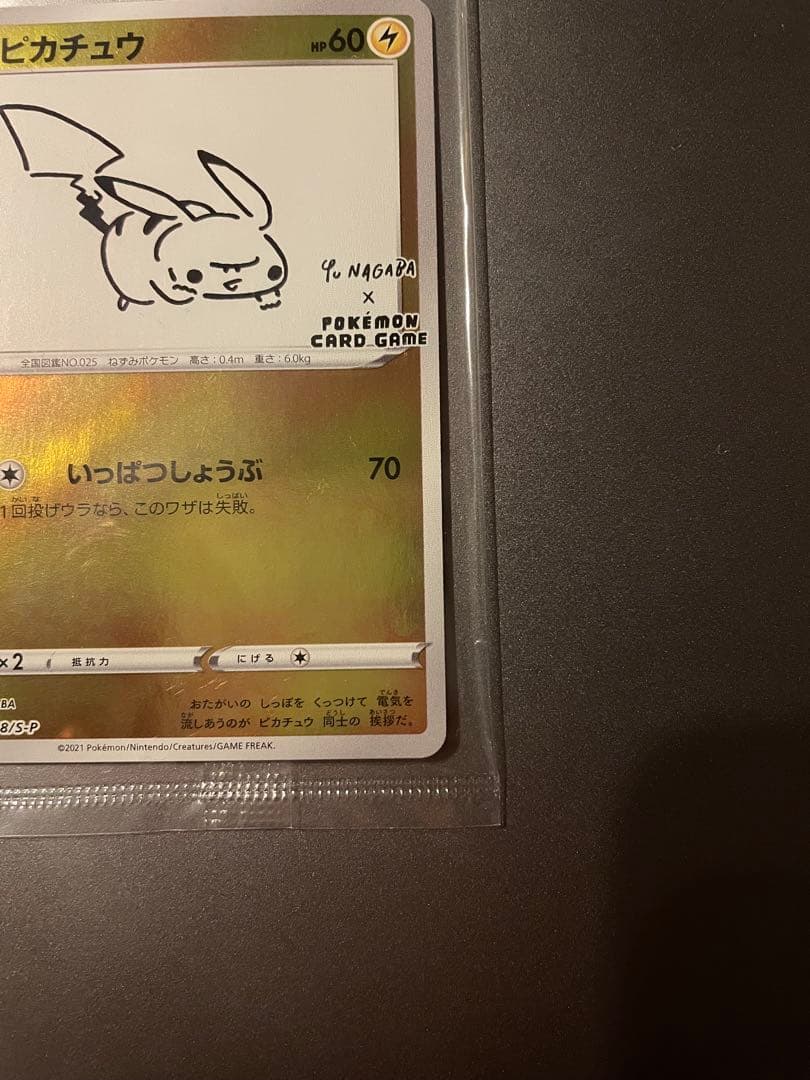 ピカチュウ HP60
Yu NAGABA
×
POKÉMON
CARD GAME
全国図鑑NO.025 ねずみポケモン 高さ:0.4m 重さ:6.0kg
いっぱつしょうぶ 70
1回投げウラなら、このワザは失敗。
×2 抵抗力 にげる
BA おたがいの しっぽを くっつけて 電気を
8/S-P 流しあうのが ピカチュウ 同士の 挨拶だ。
©2021 Pokémon/Nintendo/Creatures/GAME FREAK.